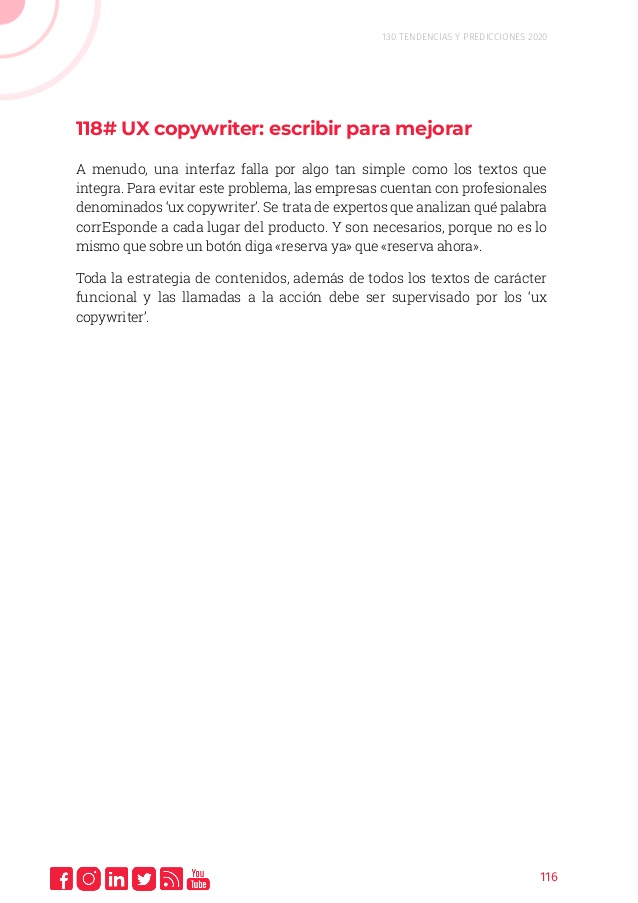 130 TENDENCIAS Y PREDICCIONES 2020
118# UX copywriter: escribir para mejorar
A menudo, una interfaz falla por algo tan simple como los textos que
integra. Para evitar este problema, las empresas cuentan con profesionales
denominados ‘ux copywriter’. Se trata de expertos que analizan qué palabra
corrEsponde a cada lugar del producto. Y son necesarios, porque no es lo
mismo que sobre un botón diga «reserva ya» que «reserva ahora».
Toda la estrategia de contenidos, además de todos los textos de carácter
funcional y las llamadas a la acción debe ser supervisado por los ‘ux
copywriter’.
You
Tube
116